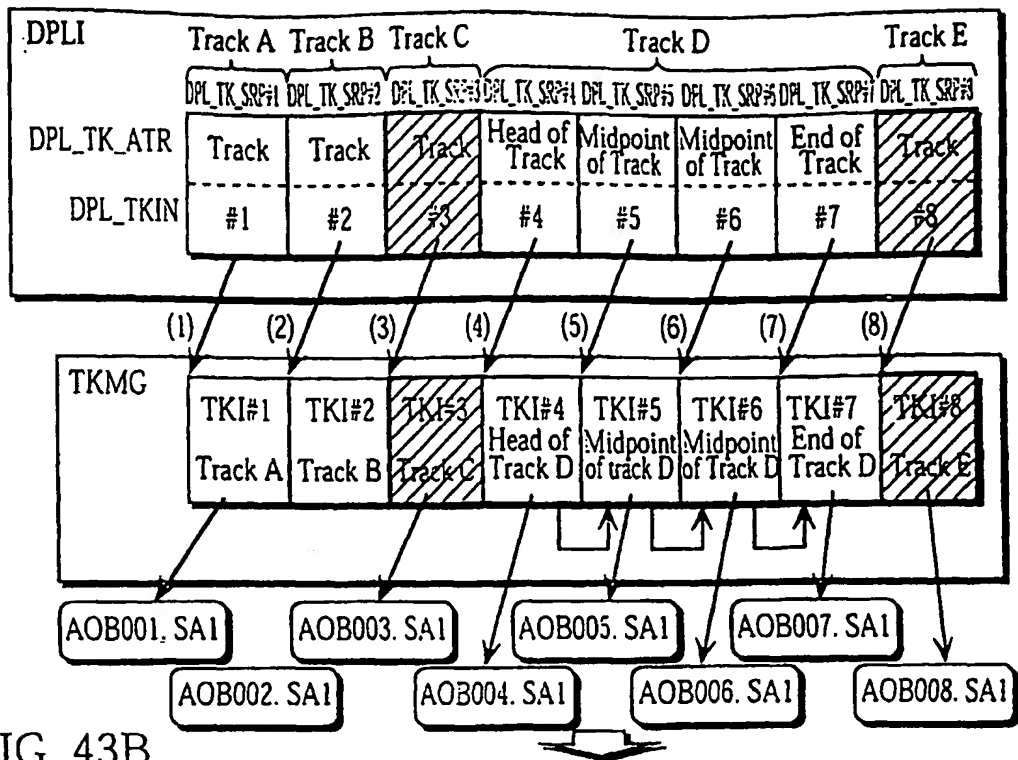 DPLI
Track A Track B Track C Track D Track E
DPL_TK_SRP#1 DPL_TK_SRP#2 DPL_TK_SRP#3 DPL_TK_SRP#4 DPL_TK_SRP#5 DPL_TK_SRP#6 DPL_TK_SRP#7 DPL_TK_SRP#8
DPL_TK_ATR Track Track Track Head of Track Midpoint of Track Midpoint of Track End of Track Track
DPL_TKIN #1 #2 #3 #4 #5 #6 #7 #8
(1) (2) (3) (4) (5) (6) (7) (8)
TKMG
TKI#1 TKI#2 TKI#3 TKI#4 TKI#5 TKI#6 TKI#7 TKI#8
Track A Track B Track C Head of Track D Midpoint of track D Midpoint of Track D End of Track D Track E
AOB001. SA1 AOB003. SA1 AOB005. SA1 AOB007. SA1
AOB002. SA1 AOB004. SA1 AOB006. SA1 AOB008. SA1
IG. 43B